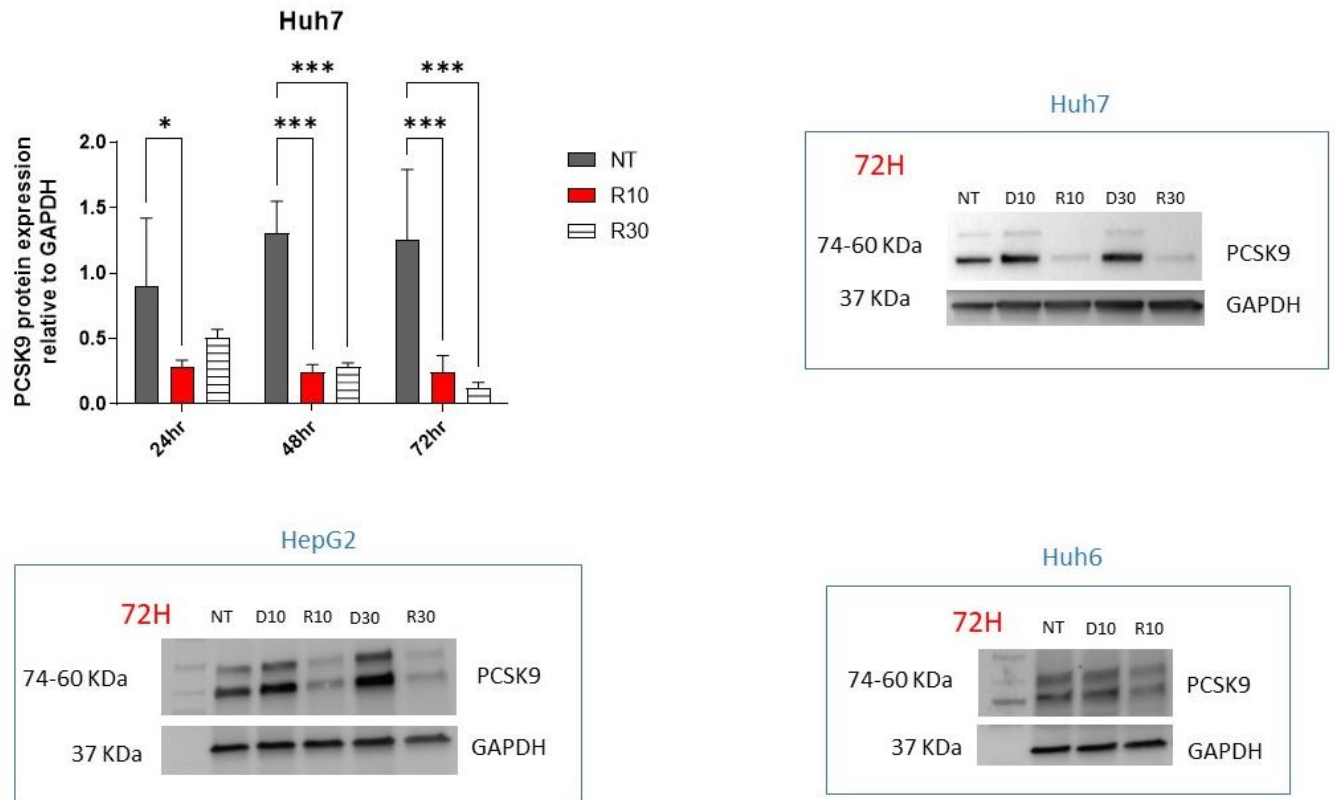 Huh7
***
***
*
***
***
PCSK9 protein expression
relative to GAPDH
2.0
1.5
1.0
0.5
0.0
24hr
48hr
72hr
NT
R10
R30
Huh7
72H
NT D10 R10 D30 R30
74-60 KDa
PCSK9
37 KDa
GAPDH
HepG2
72H
NT D10 R10 D30 R30
74-60 KDa
PCSK9
37 KDa
GAPDH
Huh6
72H
NT D10 R10
74-60 KDa
PCSK9
37 KDa
GAPDH